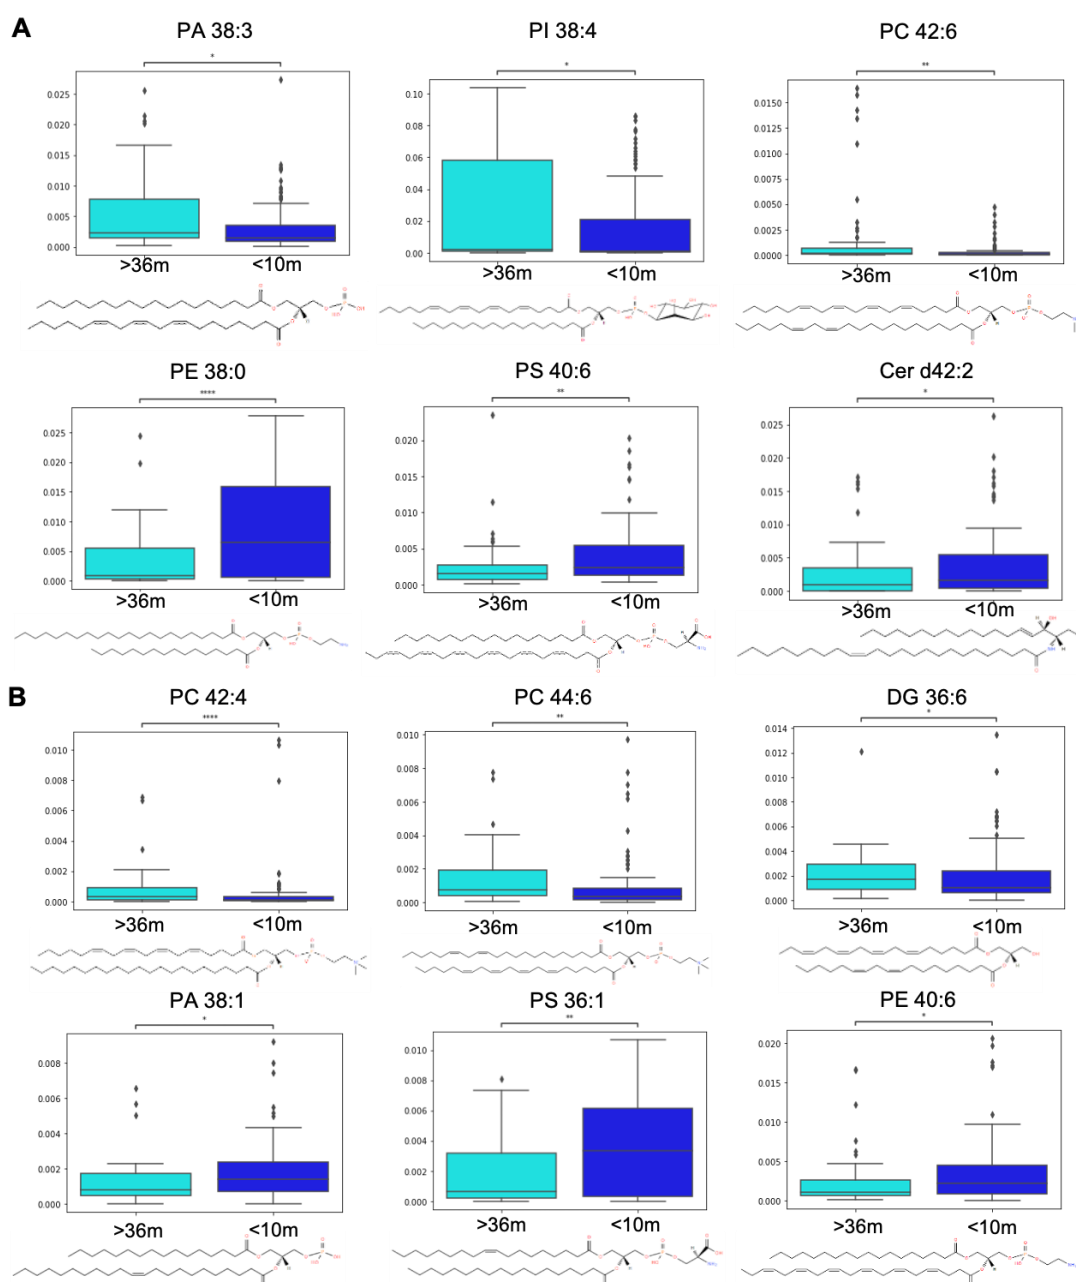 A
PA 38:3
PI 38:4
PC 42:6
*
*
**
0.025
0.020
0.015
0.010
0.005
0.000
0.10
0.08
0.06
0.04
0.02
0.00
0.0150
0.0125
0.0100
0.0075
0.0050
0.0025
0.0000
>36m
<10m
>36m
<10m
>36m
<10m
PE 38:0
PS 40:6
Cer d42:2
****
**
*
0.025
0.020
0.015
0.010
0.005
0.000
0.020
0.015
0.010
0.005
0.000
0.025
0.020
0.015
0.010
0.005
0.000
>36m
<10m
>36m
<10m
>36m
<10m
B
PC 42:4
PC 44:6
DG 36:6
****
**
*
0.010
0.008
0.006
0.004
0.002
0.000
0.010
0.008
0.006
0.004
0.002
0.000
0.014
0.012
0.010
0.008
0.006
0.004
0.002
0.000
>36m
<10m
>36m
<10m
>36m
<10m
PA 38:1
PS 36:1
PE 40:6
*
**
*
0.008
0.006
0.004
0.002
0.000
0.010
0.008
0.006
0.004
0.002
0.000
0.020
0.015
0.010
0.005
0.000
>36m
<10m
>36m
<10m
>36m
<10m